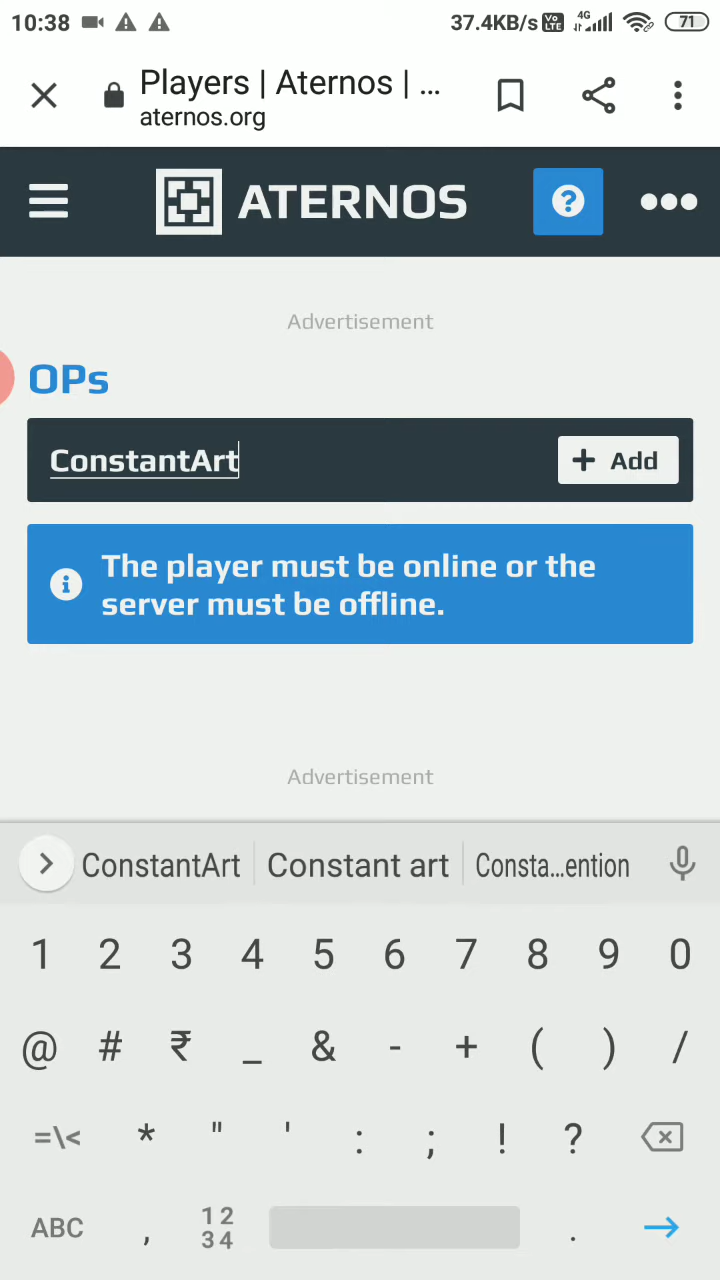 10:38 37.4KB/s Vo LTE 4G 71
Players | Aternos | ...
aternos.org
ATERNOS ?
Advertisement
OPs
ConstantArt + Add
The player must be online or the
server must be offline.
Advertisement
ConstantArt Constant art Consta...ention
1 2 3 4 5 6 7 8 9 0
@ # ₹ _ & - + ( ) /
=\< * " ' : ; ! ?
ABC , 12 34 .